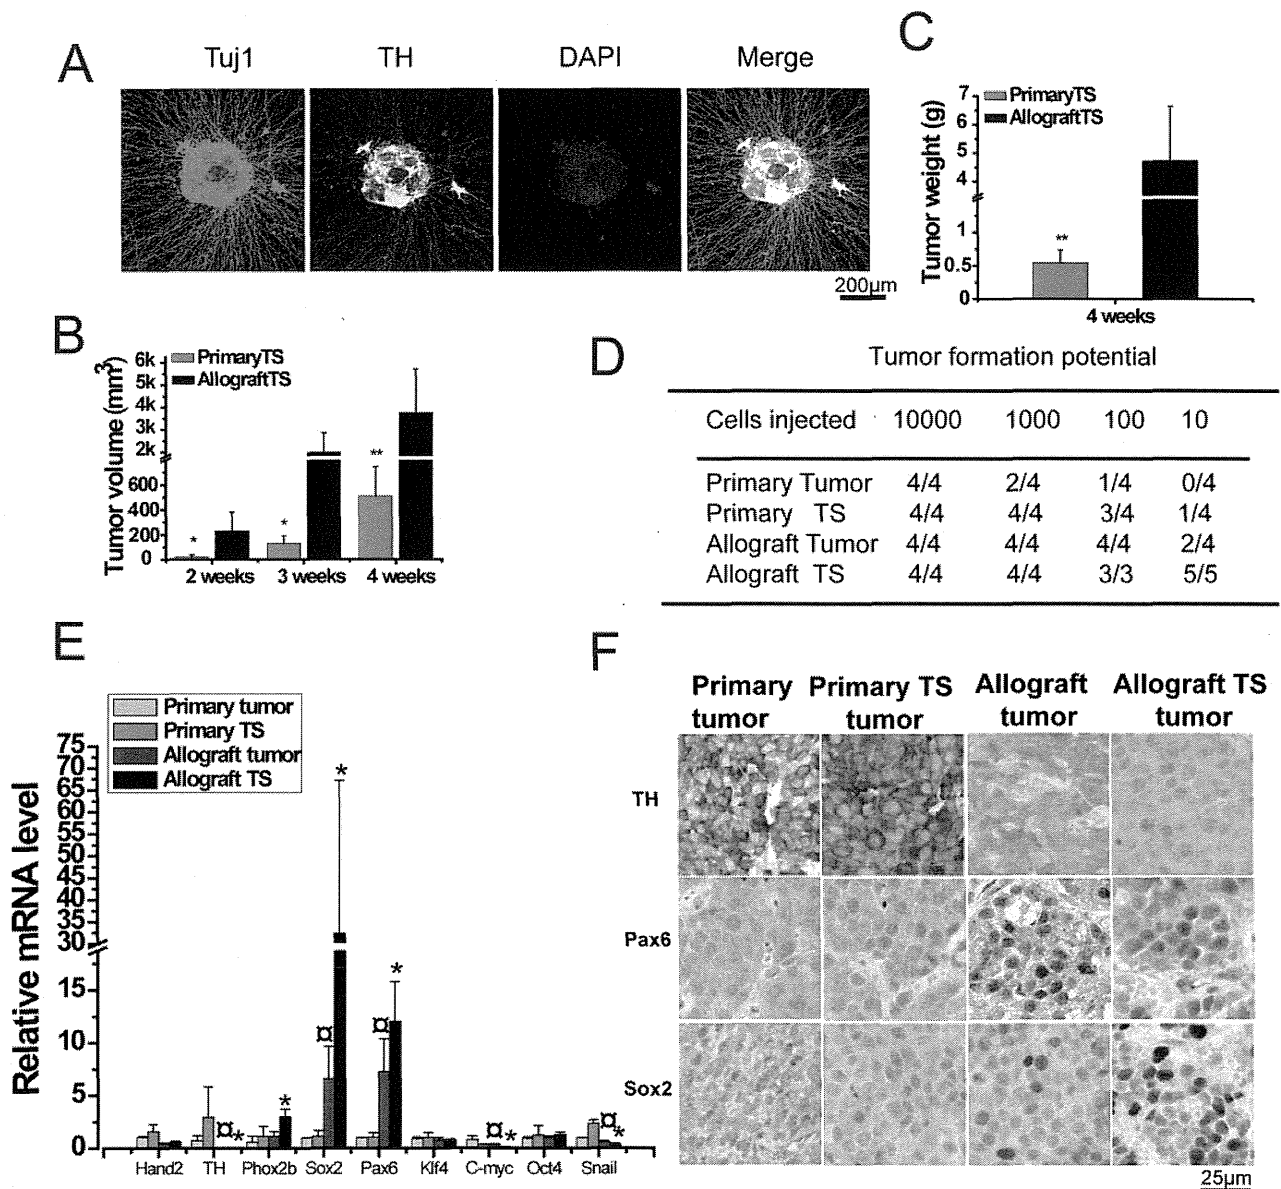 A
Tuj1 TH DAPI Merge
200µm
B
PrimaryTS
AllograftTS
Tumor volume (mm³)
6k
5k
4k
3k
2k
600
400
200
0
* * **
2 weeks 3 weeks 4 weeks
C
PrimaryTS
AllograftTS
Tumor weight (g)
7
6
5
4
1
0.5
0
**
4 weeks
D
Tumor formation potential
Cells injected 10000 1000 100 10
Primary Tumor 4/4 2/4 1/4 0/4
Primary TS 4/4 4/4 3/4 1/4
Allograft Tumor 4/4 4/4 4/4 2/4
Allograft TS 4/4 4/4 3/3 5/5
E
Primary tumor
Primary TS
Allograft tumor
Allograft TS
Relative mRNA level
75
70
65
60
55
50
45
40
35
30
15
10
5
0
¤* * ¤ * ¤ * ¤* ¤*
Hand2 TH Phox2b Sox2 Pax6 Klf4 C-myc Oct4 Snail
F
Primary tumor
Primary TS tumor
Allograft tumor
Allograft TS tumor
TH
Pax6
Sox2
25µm